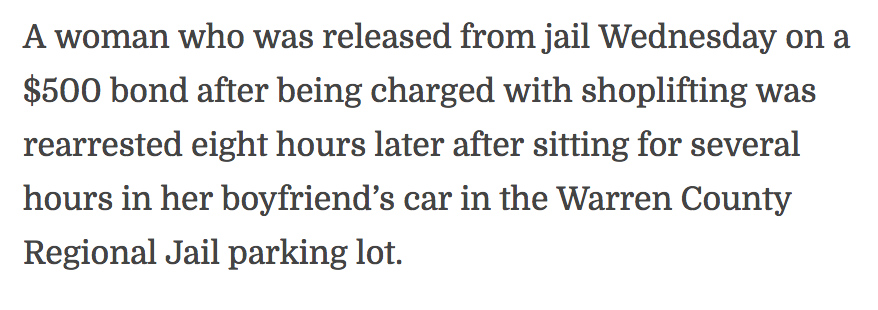 A woman who was released from jail Wednesday on a
$500 bond after being charged with shoplifting was
rearrested eight hours later after sitting for several
hours in her boyfriend’s car in the Warren County
Regional Jail parking lot.